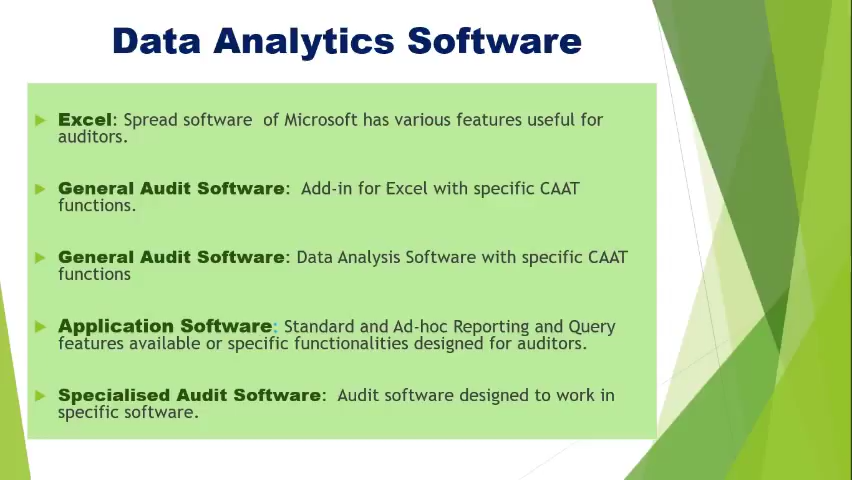 Data Analytics Software
Excel: Spread software of Microsoft has various features useful for
auditors.
General Audit Software: Add-in for Excel with specific CAAT
functions.
General Audit Software: Data Analysis Software with specific CAAT
functions
Application Software: Standard and Ad-hoc Reporting and Query
features available or specific functionalities designed for auditors.
Specialised Audit Software: Audit software designed to work in
specific software.